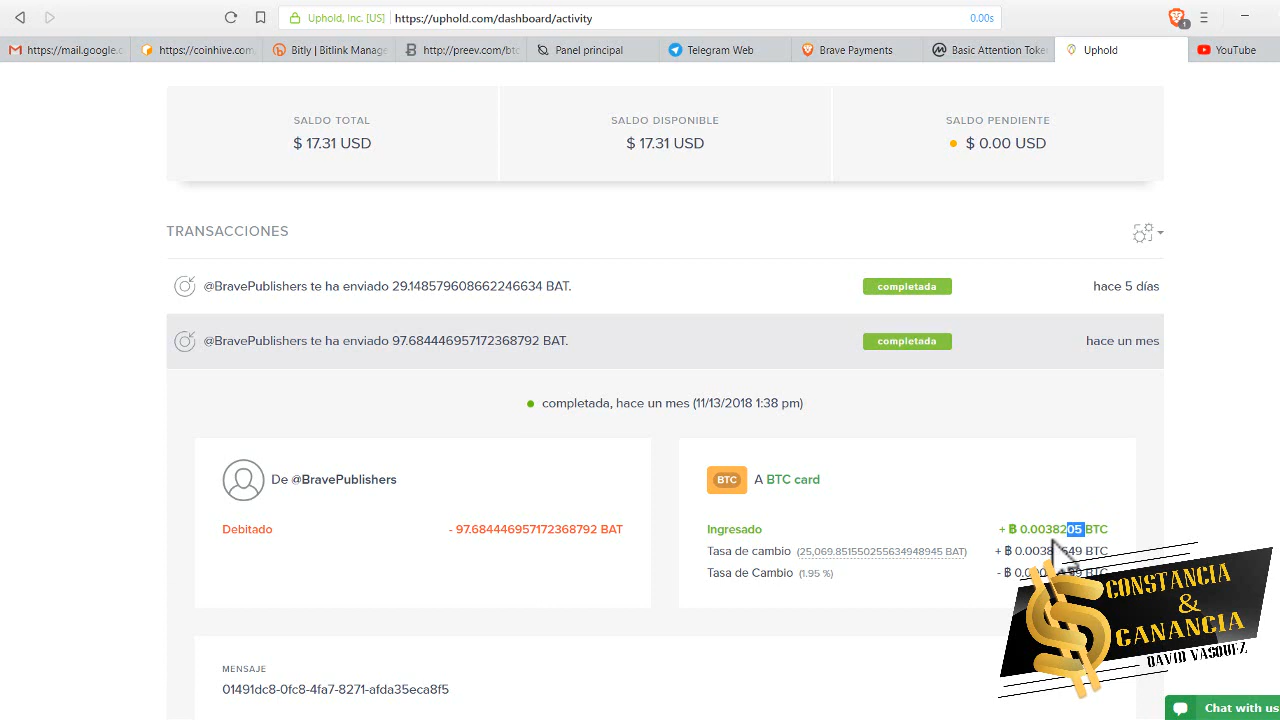 Uphold, Inc. [US] https://uphold.com/dashboard/activity 0.00s 1
https://mail.google.c https://coinhive.com Bitly | Bitlink Manage http://preev.com/btc Panel principal Telegram Web Brave Payments Basic Attention Toke Uphold YouTube
SALDO TOTAL SALDO DISPONIBLE SALDO PENDIENTE
$ 17.31 USD $ 17.31 USD $ 0.00 USD
TRANSACCIONES
@BravePublishers te ha enviado 29.148579608662246634 BAT. completada hace 5 días
@BravePublishers te ha enviado 97.684446957172368792 BAT. completada hace un mes
completada, hace un mes (11/13/2018 1:38 pm)
De @BravePublishers BTC A BTC card
Debitado - 97.684446957172368792 BAT Ingresado + ฿ 0.0038205 BTC
Tasa de cambio (25,069.851550255634948945 BAT) BTC
Tasa de Cambio (1.95 %)
CONSTANCIA
&
GANANCIA
DAVID VASQUEZ
MENSAJE
01491dc8-0fc8-4fa7-8271-afda35eca8f5
Chat with us